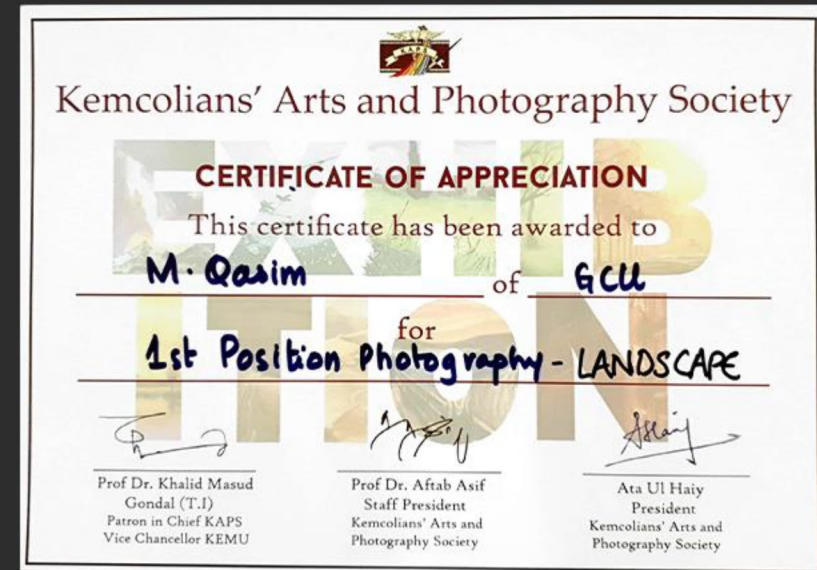 KAPS
Kemcolians' Arts and Photography Society
EXHIB
ITION
CERTIFICATE OF APPRECIATION
This certificate has been awarded to
M. Qasim of GCU
for
1st Position Photography - LANDSCAPE
Prof Dr. Khalid Masud
Gondal (T.I)
Patron in Chief KAPS
Vice Chancellor KEMU
Prof Dr. Aftab Asif
Staff President
Kemcolians' Arts and
Photography Society
Ata Ul Haiy
President
Kemcolians' Arts and
Photography Society